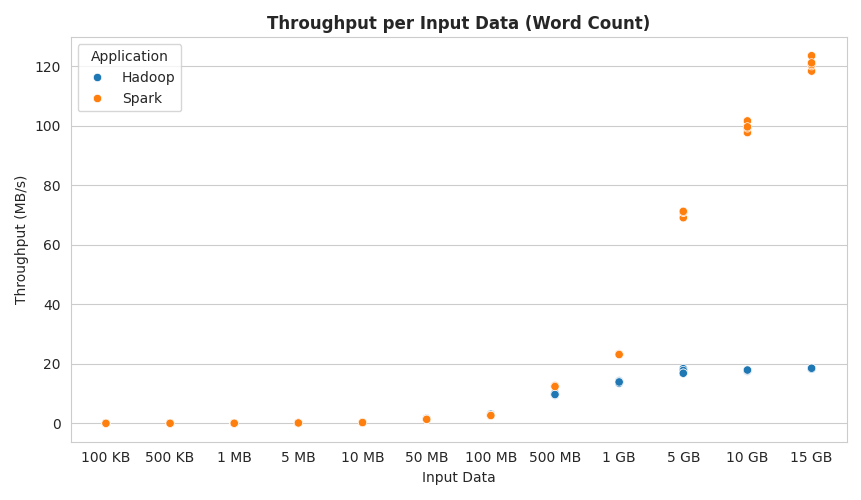 Throughput per Input Data (Word Count)
Application
Hadoop
Spark
Throughput (MB/s)
120
100
80
60
40
20
0
100 KB 500 KB 1 MB 5 MB 10 MB 50 MB 100 MB 500 MB 1 GB 5 GB 10 GB 15 GB
Input Data